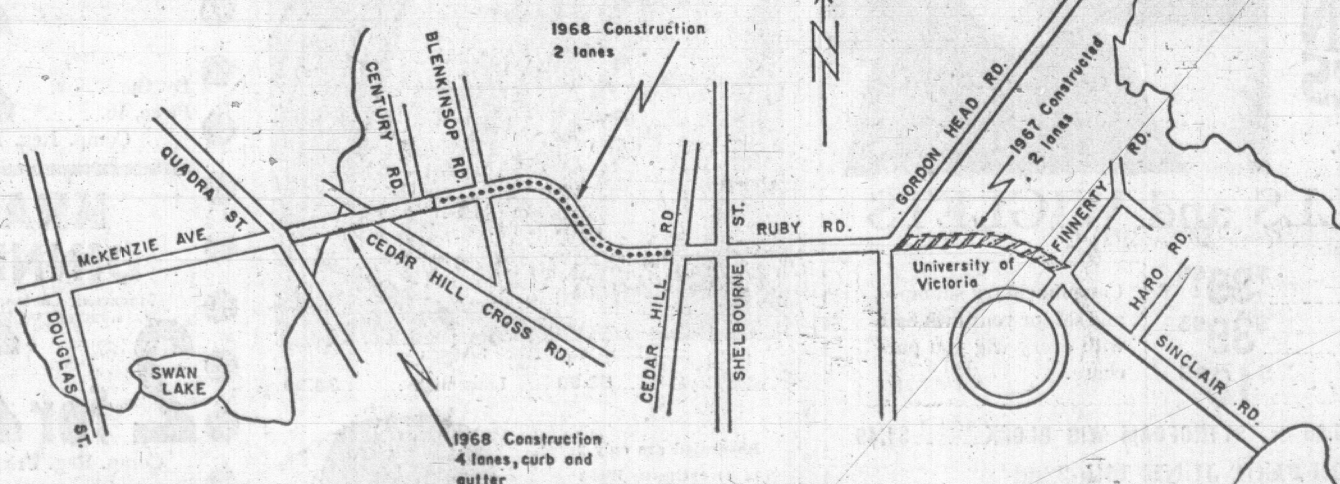 1968 Construction
2 lanes
CENTURY
RD.
BLENKINSOP RD.
QUADRA ST.
McKENZIE AVE
DOUGLAS ST.
SWAN
LAKE
CEDAR HILL CROSS RD.
1968 Construction
4 lanes, curb and
gutter
CEDAR HILL RD
SHELBOURNE ST.
RUBY RD.
GORDON HEAD RD.
1967 Constructed
2 lanes
University of
Victoria
FINNERTY RD.
HARO RD.
SINCLAIR RD.